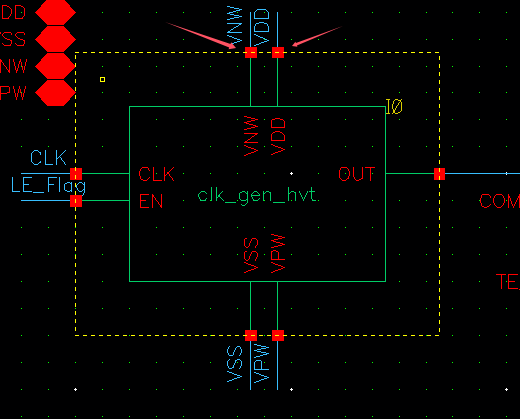 DD
SS
NW
PW
VNW
VDD
I0
CLK
LE_Flag
CLK
EN
VNW
VDD
OUT
clk_gen_hvt
VSS
VPW
VSS
VPW
COM
TE